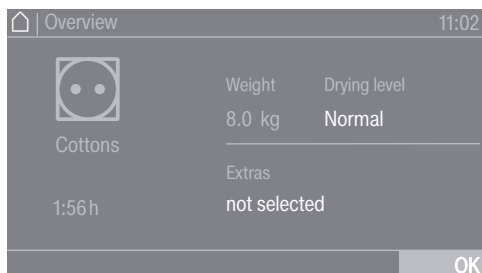 Overview 11:02
Weight Drying level
8.0 kg Normal
Cottons
Extras
1:56 h not selected
OK